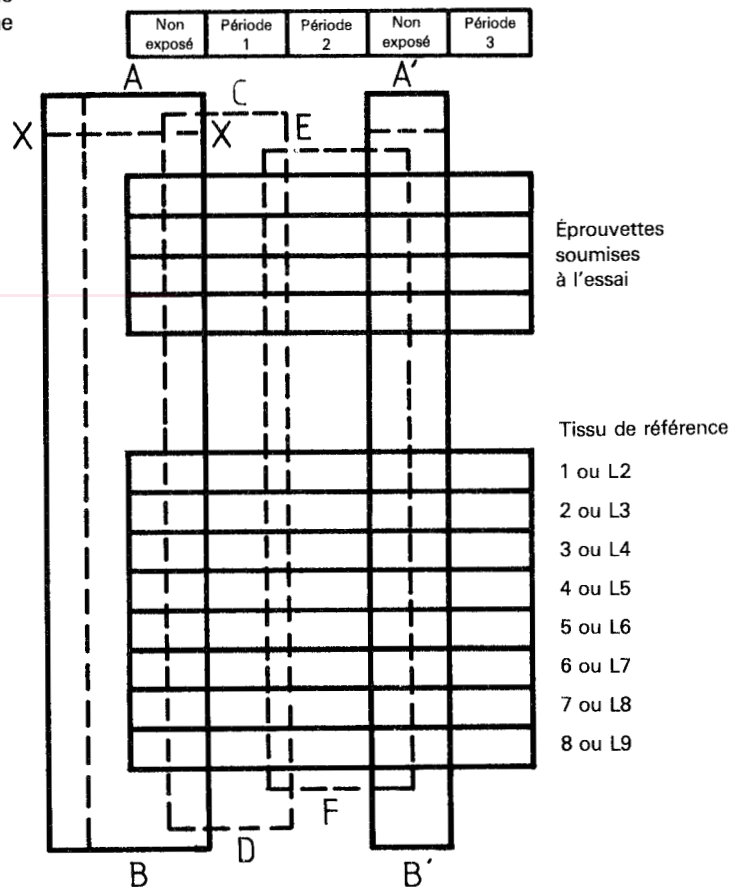 Non exposé
Période 1
Période 2
Non exposé
Période 3
A
A′
C
E
X
X
Éprouvettes
soumises
à l'essai
Tissu de référence
1 ou L2
2 ou L3
3 ou L4
4 ou L5
5 ou L6
6 ou L7
7 ou L8
8 ou L9
F
D
B
B′